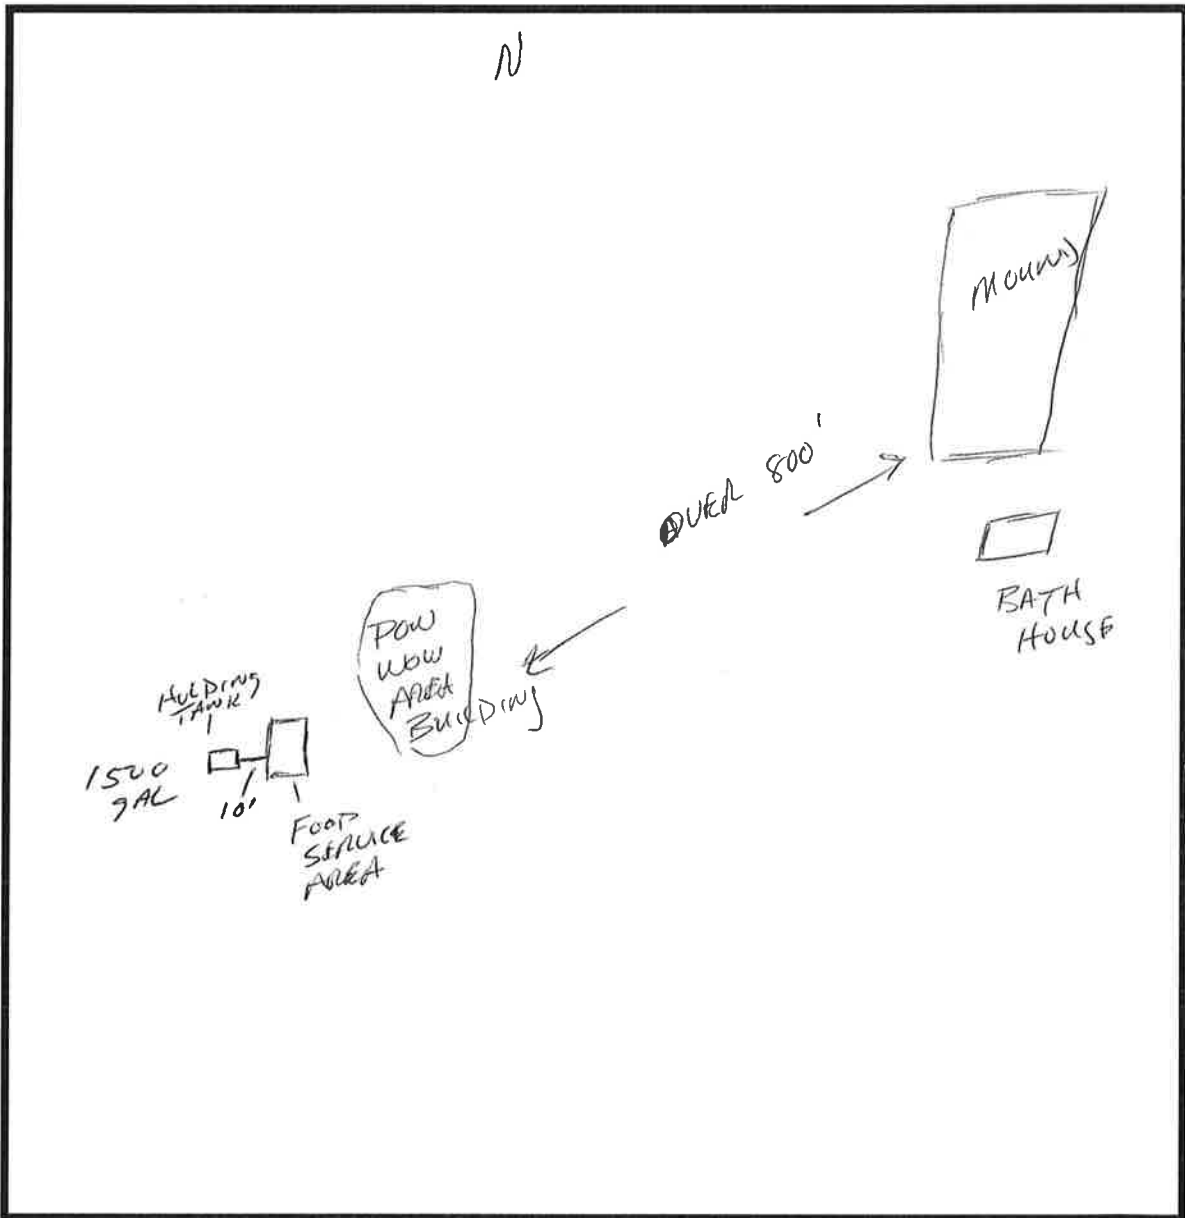 N
MOUND
OVER 800'
BATH
HOUSE
POW
WOW
AREA
BUILDING
HOLDING
TANK
1500
gAL
10'
FOOD
SERVICE
AREA